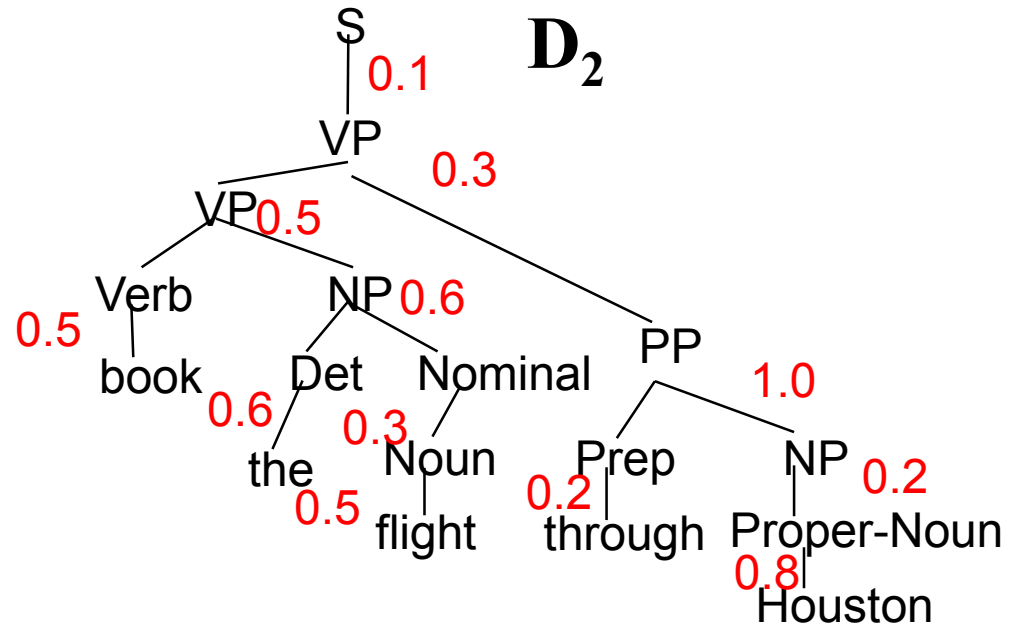 S
D₂
0.1
VP
0.3
VP 0.5
Verb NP 0.6
0.5
book Det Nominal PP
1.0
0.6 0.3
the Noun Prep NP 0.2
0.5 0.2
flight through Proper-Noun
0.8
Houston